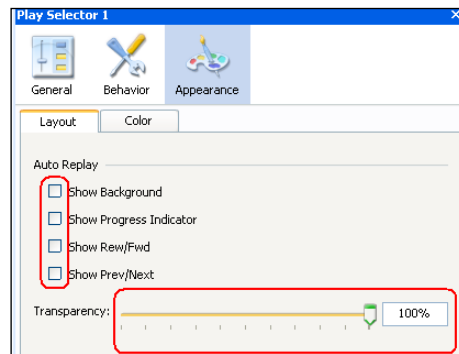 Play Selector 1
General Behavior Appearance
Layout Color
Auto Replay
Show Background
Show Progress Indicator
Show Rew/Fwd
Show Prev/Next
Transparency: 100%